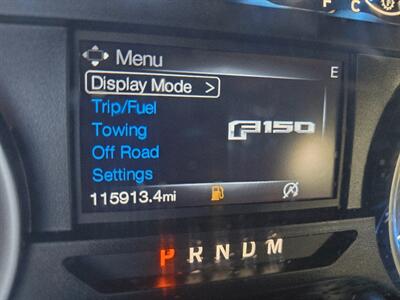 F C
Menu
E
Display Mode >
Trip/Fuel
Towing
F150
Off Road
Settings
115913.4mi
P R N D M